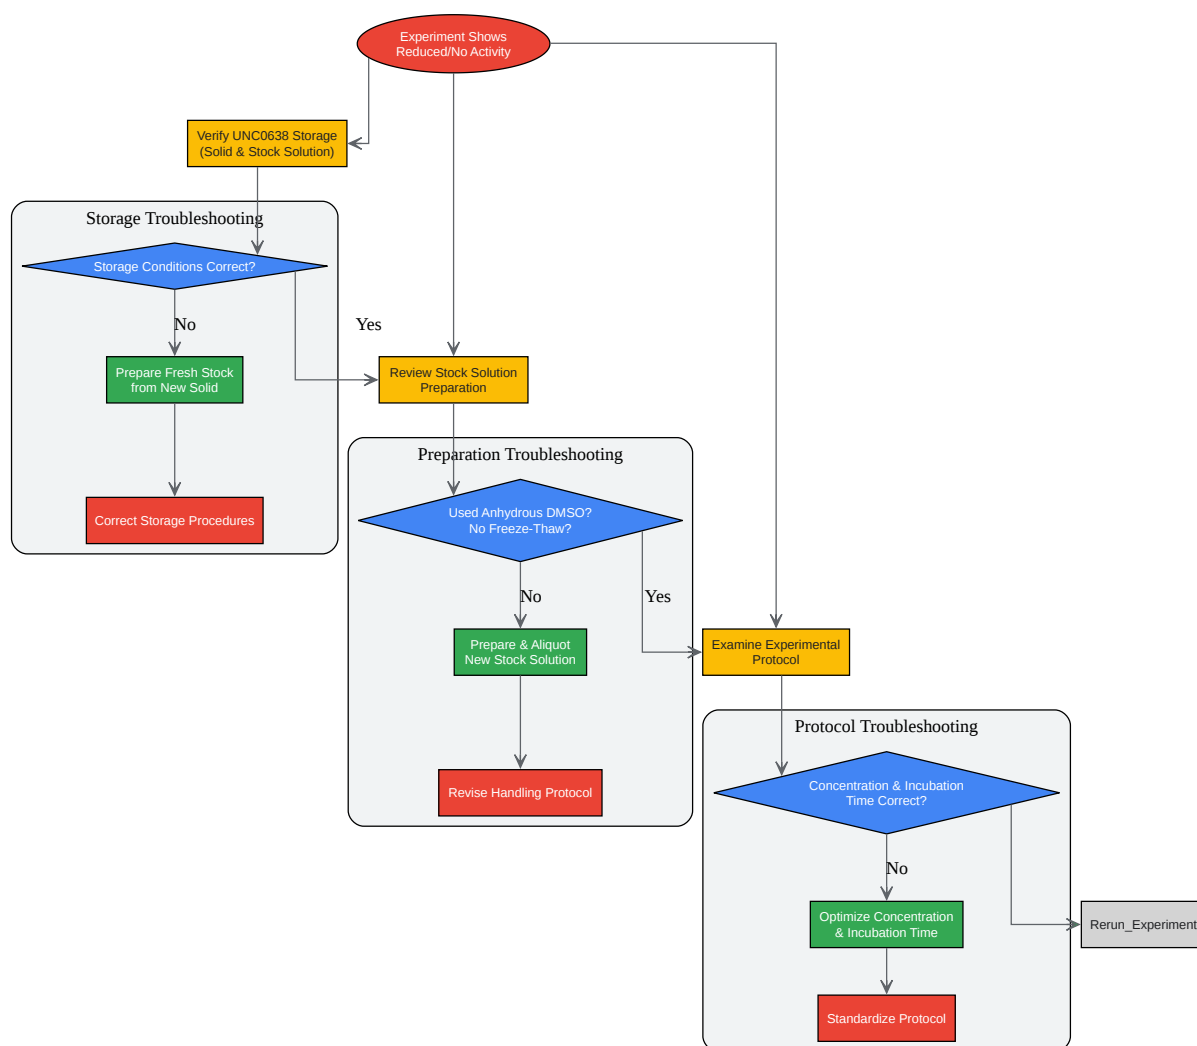 Experiment Shows
Reduced/No Activity
Verify UNC0638 Storage
(Solid & Stock Solution)
Storage Troubleshooting
Storage Conditions Correct?
No
Yes
Prepare Fresh Stock
from New Solid
Review Stock Solution
Preparation
Correct Storage Procedures
Preparation Troubleshooting
Used Anhydrous DMSO?
No Freeze-Thaw?
No
Yes
Prepare & Aliquot
New Stock Solution
Examine Experimental
Protocol
Revise Handling Protocol
Protocol Troubleshooting
Concentration & Incubation
Time Correct?
No
Optimize Concentration
& Incubation Time
Rerun_Experiment
Standardize Protocol